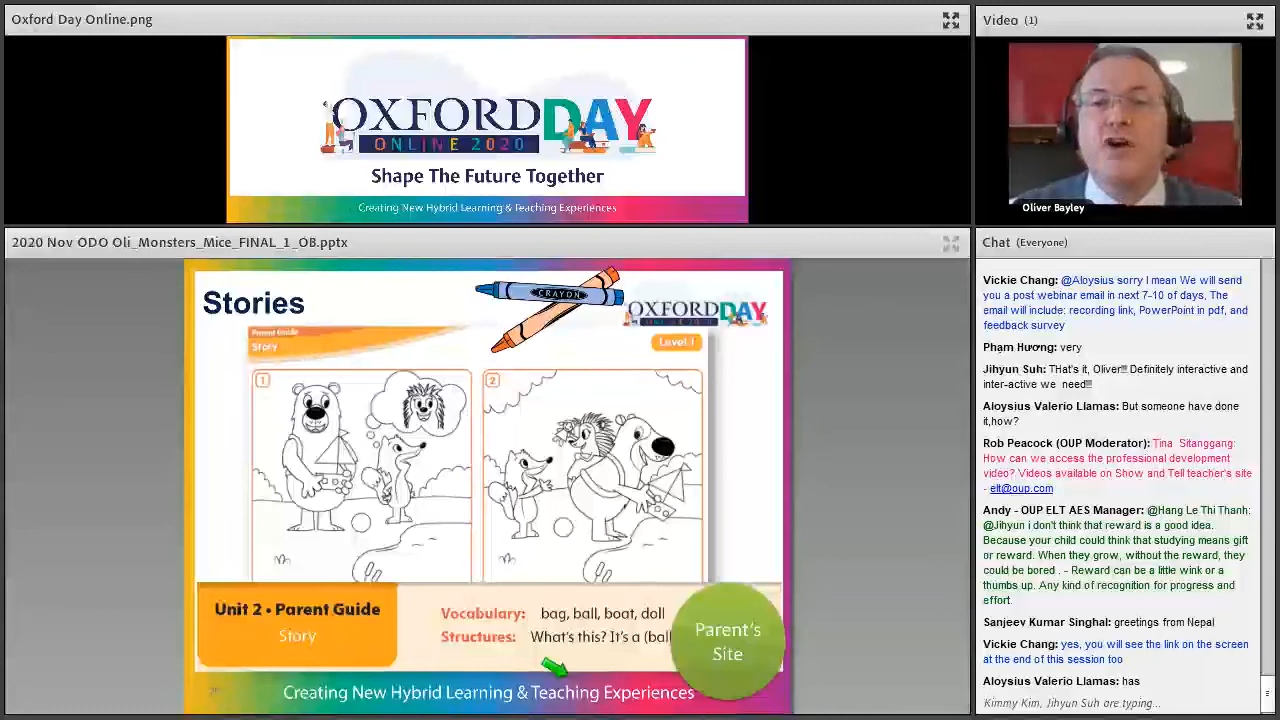 Oxford Day Online.png
OXFORD DAY
ONLINE 2020
Shape The Future Together
Creating New Hybrid Learning & Teaching Experiences
Video (1)
Oliver Bayley
2020 Nov ODO Oli_Monsters_Mice_FINAL_1_OB.pptx
Stories
CRAYON
OXFORD DAY
ONLINE 2020
Parent Guide
Story
Level 1
1
2
Unit 2 • Parent Guide
Story
Vocabulary: bag, ball, boat, doll
Structures: What's this? It's a (ball
Parent's
Site
Creating New Hybrid Learning & Teaching Experiences
Chat (Everyone)
Vickie Chang: @Aloysius sorry I mean We will send
you a post webinar email in next 7-10 of days, The
email will include: recording link, PowerPoint in pdf, and
feedback survey
Phạm Hương: very
Jihyun Suh: THat's it, Oliver!! Definitely interactive and
inter-active we need!!
Aloysius Valerio Llamas: But someone have done
it,how?
Rob Peacock (OUP Moderator): Tina Sitanggang:
How can we access the professional development
video? Videos available on Show and Tell teacher's site
- elt@oup.com
Andy - OUP ELT AES Manager: @Hang Le Thi Thanh:
@Jihyun i don't think that reward is a good idea.
Because your child could think that studying means gift
or reward. When they grow, without the reward, they
could be bored . - Reward can be a little wink or a
thumbs up. Any kind of recognition for progress and
effort.
Sanjeev Kumar Singhal: greetings from Nepal
Vickie Chang: yes, you will see the link on the screen
at the end of this session too
Aloysius Valerio Llamas: has
Kimmy Kim, Jihyun Suh are typing...